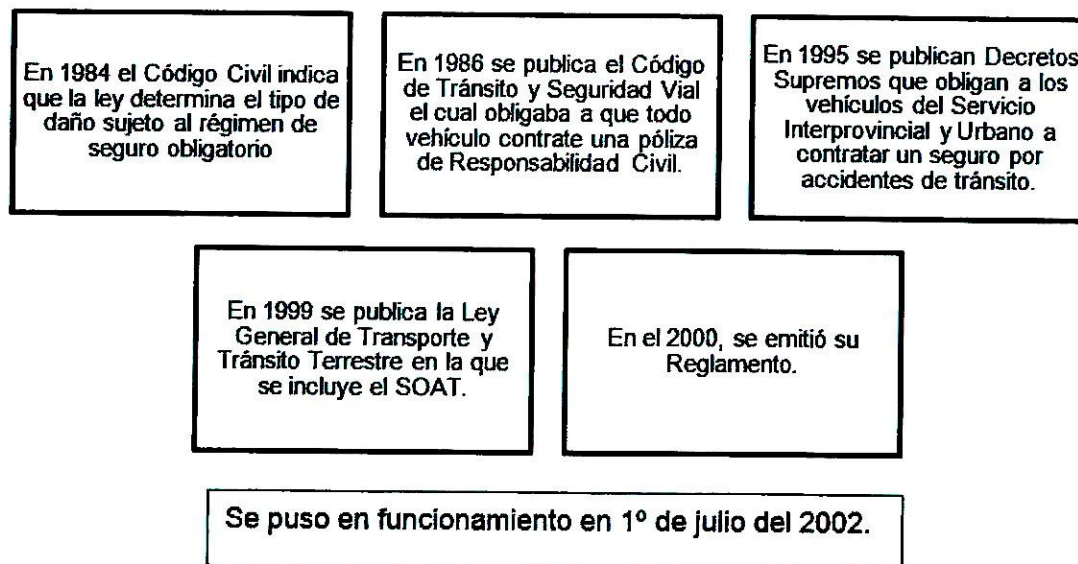 En 1984 el Código Civil indica
que la ley determina el tipo de
daño sujeto al régimen de
seguro obligatorio
En 1986 se publica el Código
de Tránsito y Seguridad Vial
el cual obligaba a que todo
vehículo contrate una póliza
de Responsabilidad Civil.
En 1995 se publican Decretos
Supremos que obligan a los
vehículos del Servicio
Interprovincial y Urbano a
contratar un seguro por
accidentes de tránsito.
En 1999 se publica la Ley
General de Transporte y
Tránsito Terrestre en la que
se incluye el SOAT.
En el 2000, se emitió su
Reglamento.
Se puso en funcionamiento en 1º de julio del 2002.